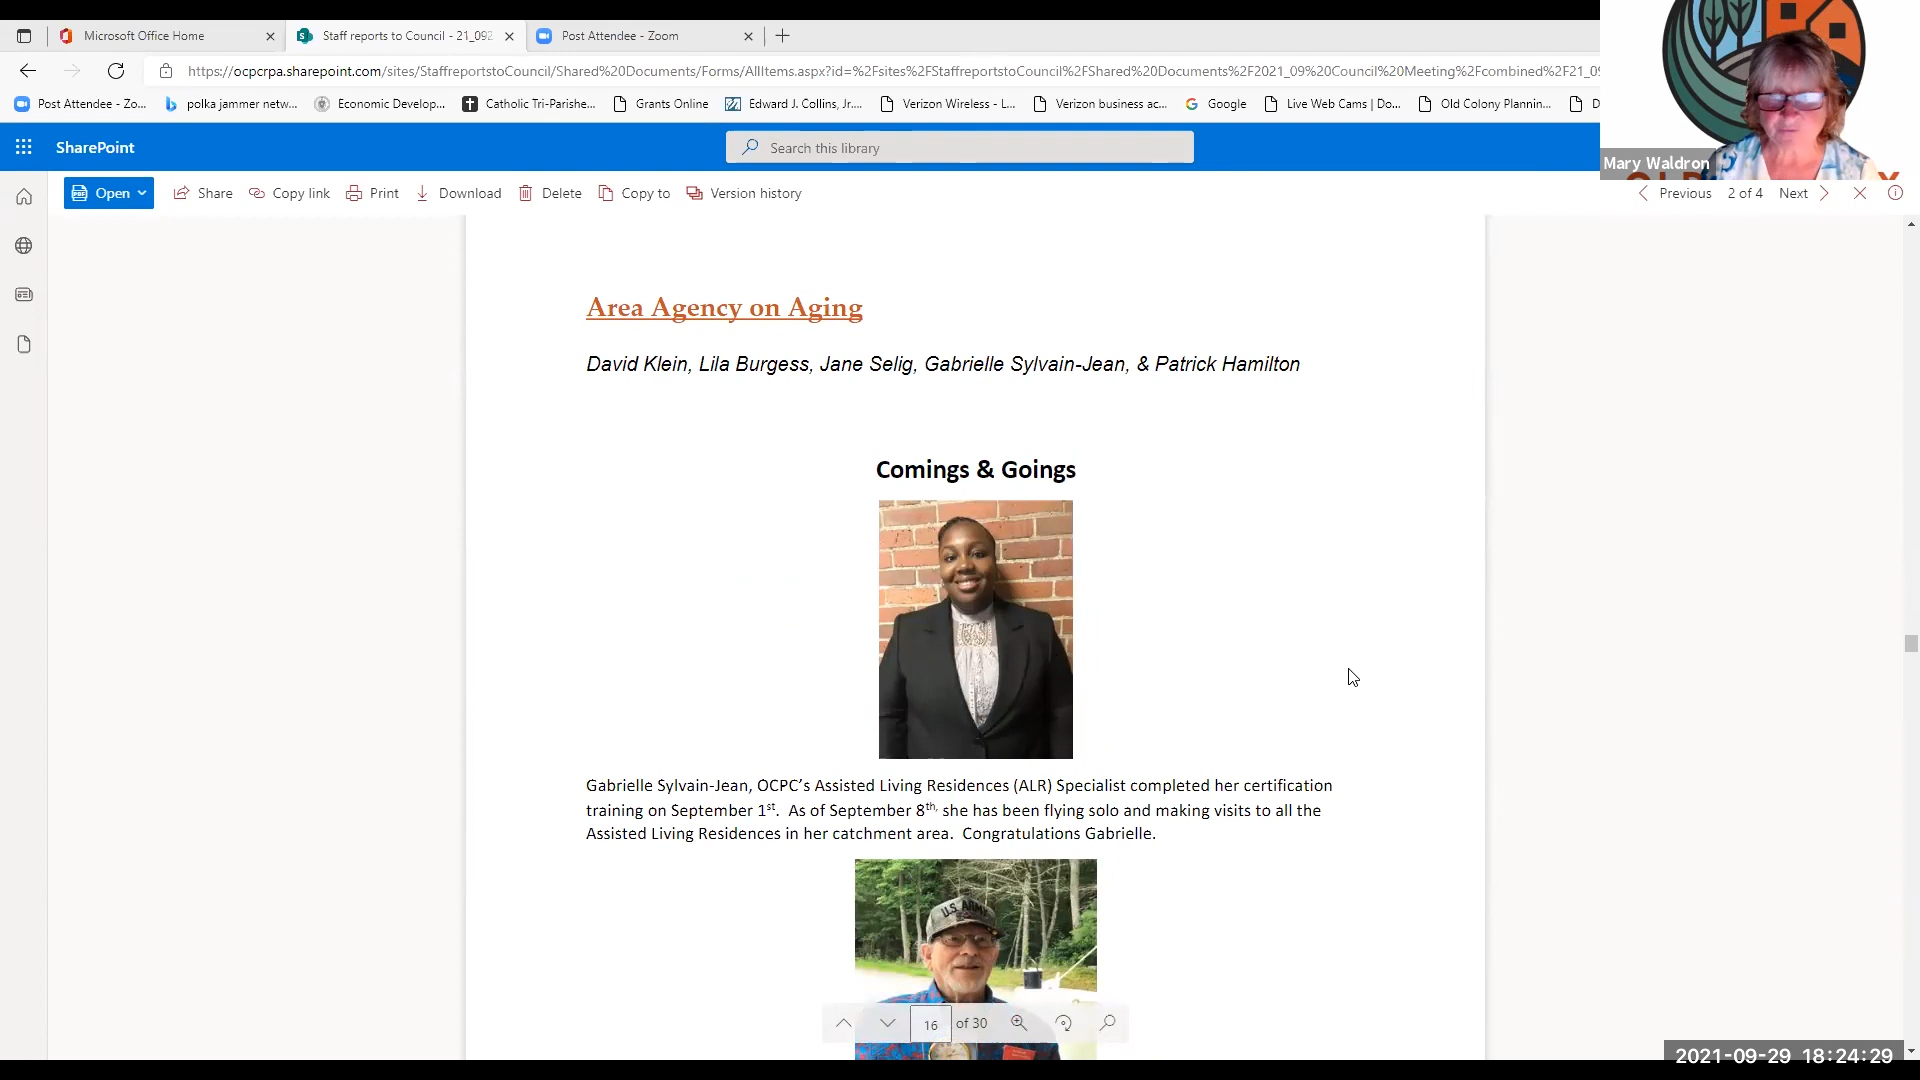 Microsoft Office Home
Staff reports to Council - 21_092
Post Attendee - Zoom
https://ocpcrpa.sharepoint.com/sites/StaffreportstoCouncil/Shared%20Documents/Forms/AllItems.aspx?id=%2Fsites%2FStaffreportstoCouncil%2FShared%20Documents%2F2021_09%20Council%20Meeting%2Fcombined%2F21_09
Post Attendee - Zo... polka jammer netw... Economic Develop... Catholic Tri-Parishe... Grants Online Edward J. Collins, Jr.... Verizon Wireless - L... Verizon business ac... Google Live Web Cams | Do... Old Colony Plannin... D
SharePoint
Search this library
Mary Waldron
Open Share Copy link Print Download Delete Copy to Version history Previous 2 of 4 Next
Area Agency on Aging
David Klein, Lila Burgess, Jane Selig, Gabrielle Sylvain-Jean, & Patrick Hamilton
Comings & Goings
Gabrielle Sylvain-Jean, OCPC’s Assisted Living Residences (ALR) Specialist completed her certification
training on September 1st. As of September 8th, she has been flying solo and making visits to all the
Assisted Living Residences in her catchment area. Congratulations Gabrielle.
U.S. ARMY
16 of 30
2021-09-29 18:24:29